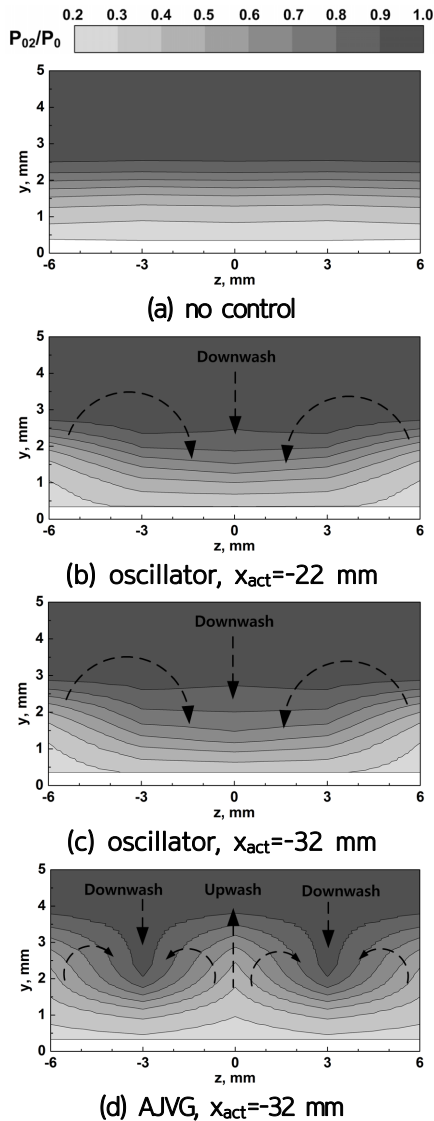 0.2 0.3 0.4 0.5 0.6 0.7 0.8 0.9 1.0
P02/P0
5
4
3
2
1
0
y, mm
-6 -3 0 3 6
z, mm
(a) no control
5
4
3
2
1
0
y, mm
Downwash
-6 -3 0 3 6
z, mm
(b) oscillator, xact=-22 mm
5
4
3
2
1
0
y, mm
Downwash
-6 -3 0 3 6
z, mm
(c) oscillator, xact=-32 mm
5
4
3
2
1
0
y, mm
Downwash Upwash Downwash
-6 -3 0 3 6
z, mm
(d) AJVG, xact=-32 mm